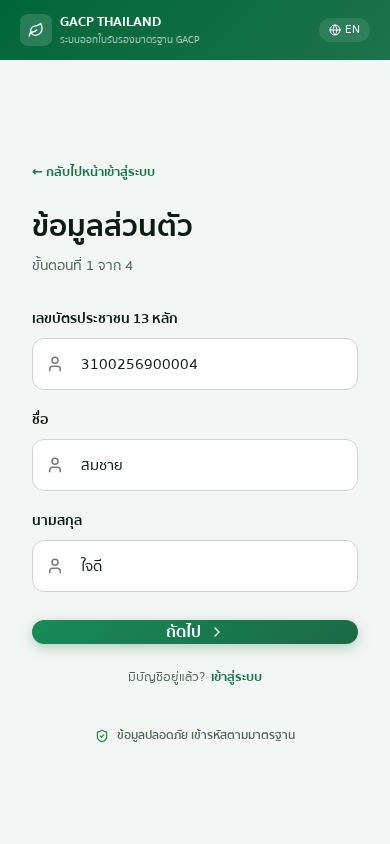 GACP THAILAND
ระบบออกใบรับรองมาตรฐาน GACP
EN
← กลับไปหน้าเข้าสู่ระบบ
ข้อมูลส่วนตัว
ขั้นตอนที่ 1 จาก 4
เลขบัตรประชาชน 13 หลัก
3100256900004
ชื่อ
สมชาย
นามสกุล
ใจดี
ถัดไป
มีบัญชีอยู่แล้ว? เข้าสู่ระบบ
ข้อมูลปลอดภัย เข้ารหัสตามมาตรฐาน